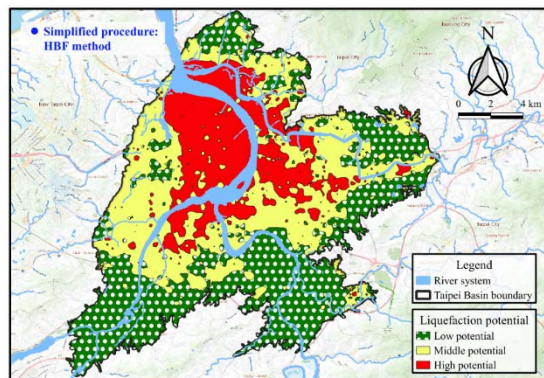 Simplified procedure:
HBF method
N
0 2 4 km
Legend
River system
Taipei Basin boundary
Liquefaction potential
Low potential
Middle potential
High potential